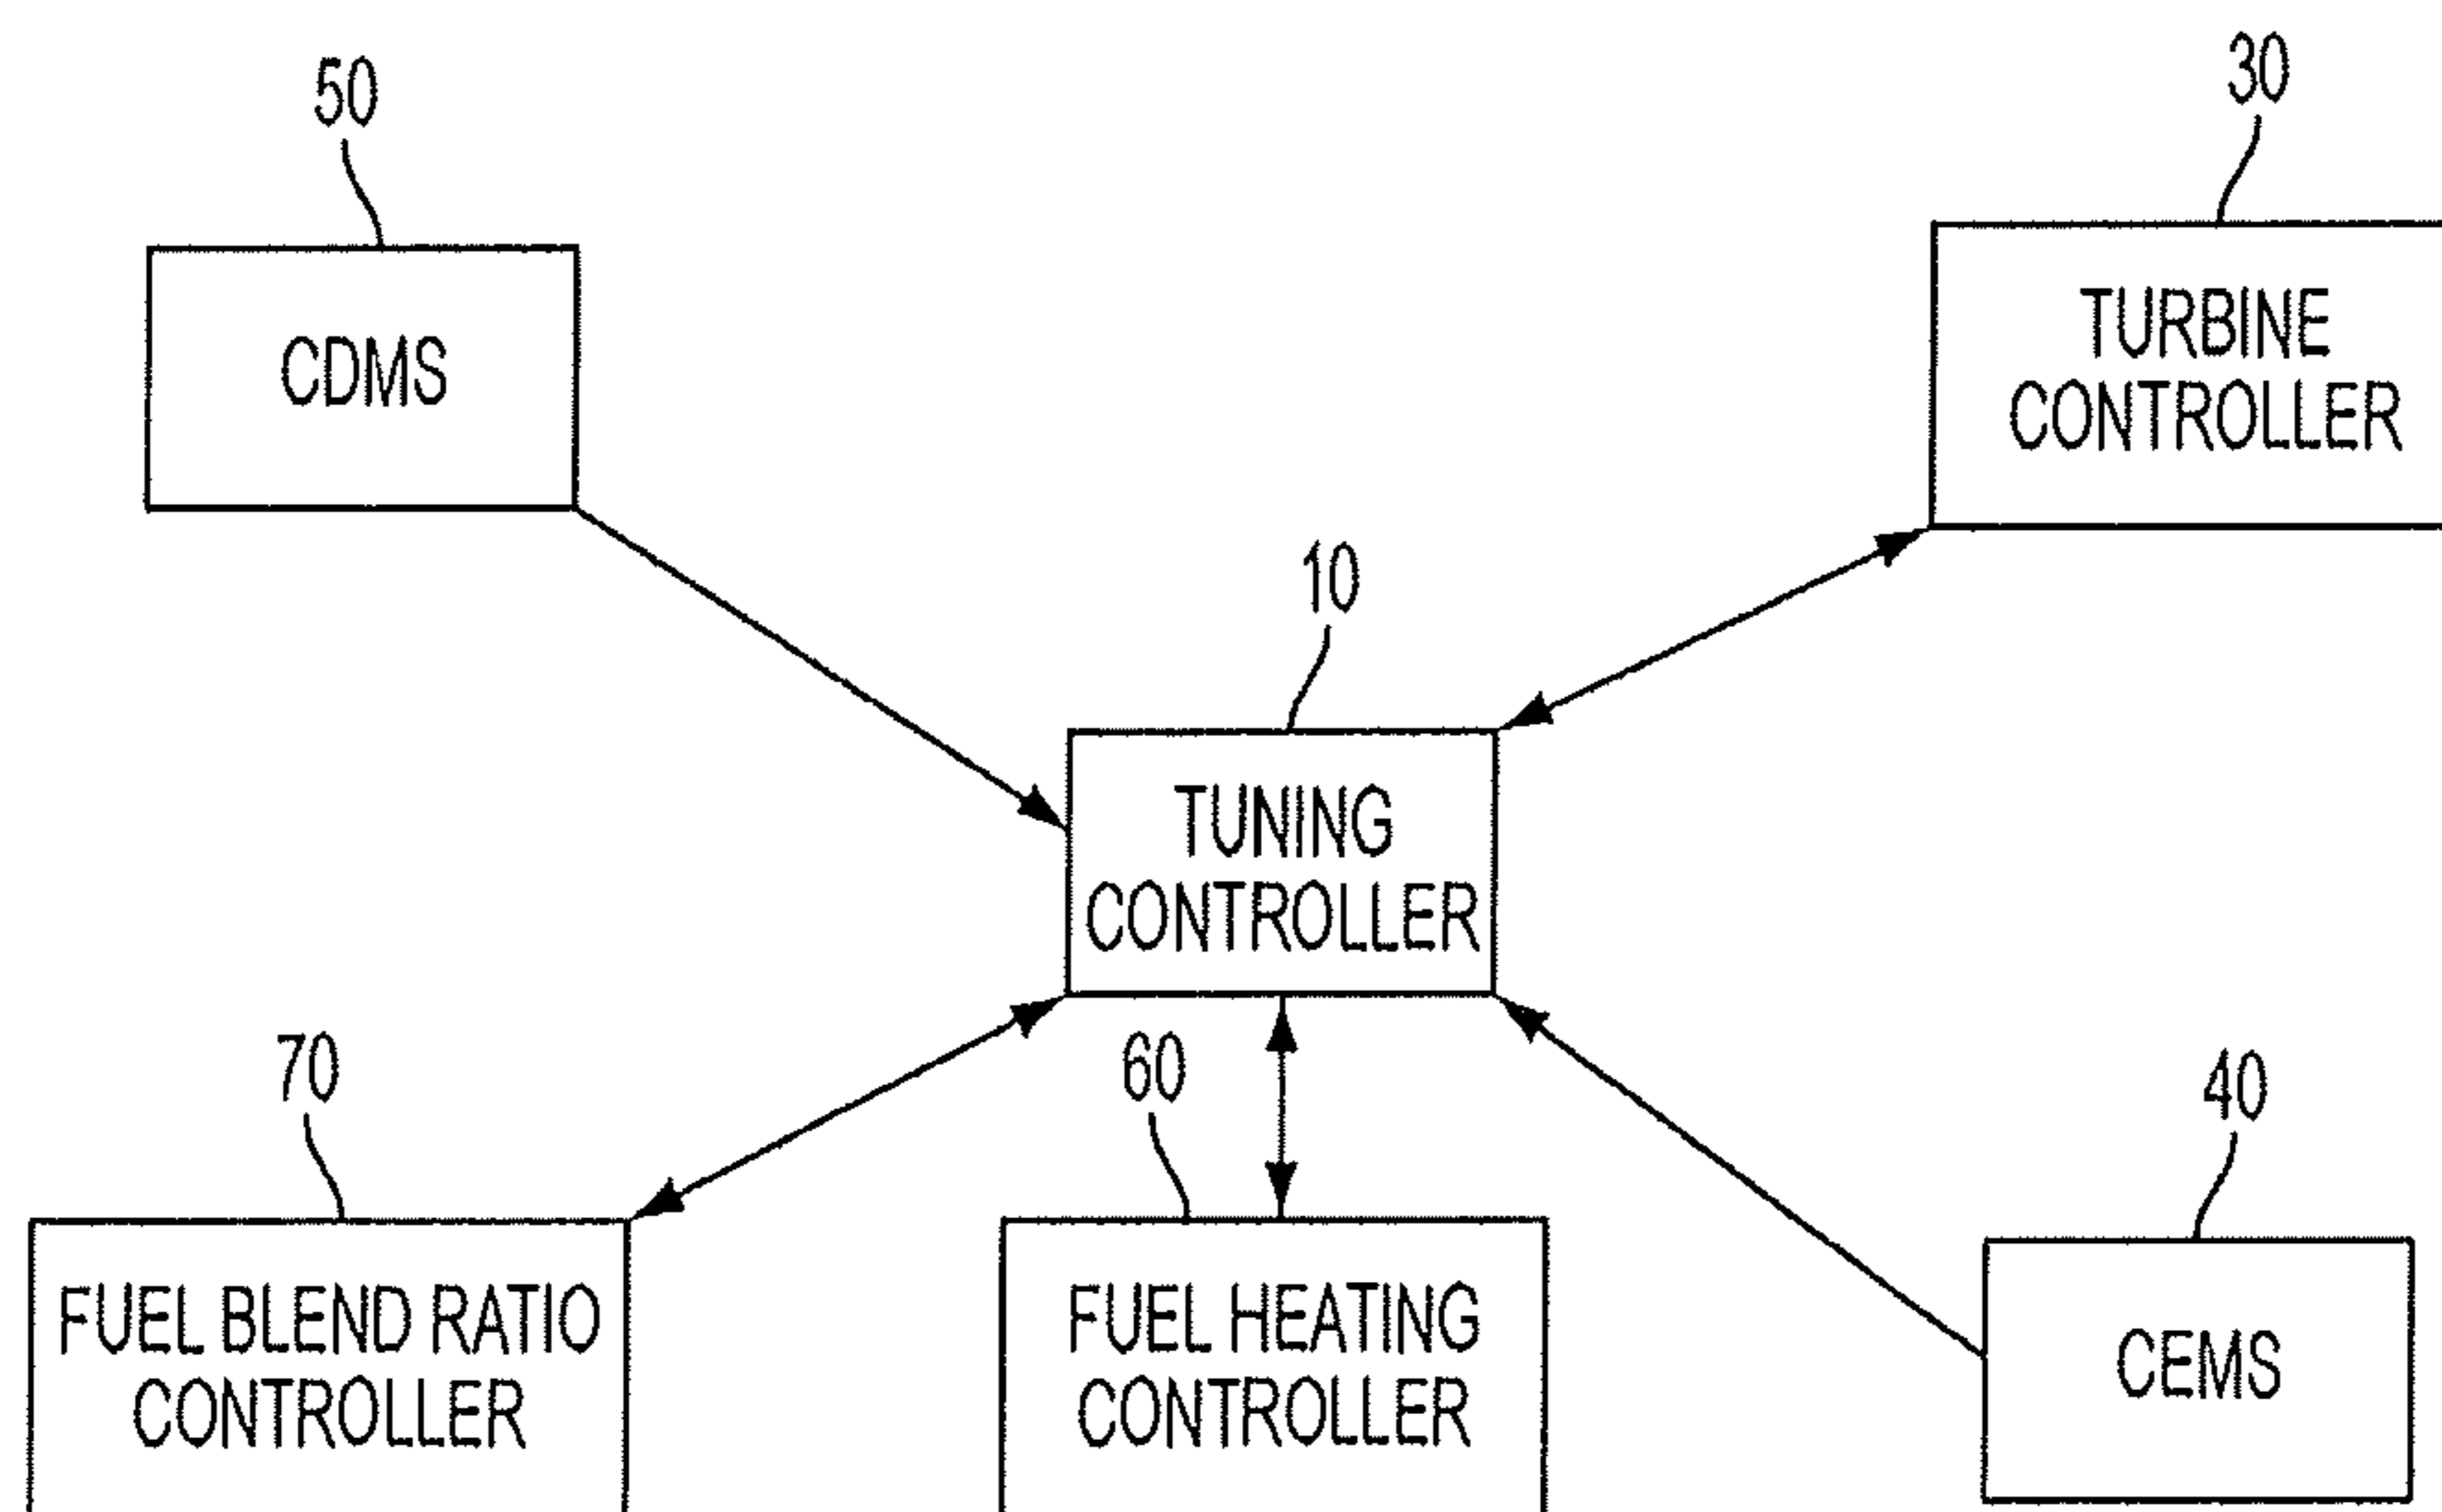 50
30
CDMS
TURBINE
CONTROLLER
10
TUNING
CONTROLLER
70
60
40
FUEL BLEND RATIO
CONTROLLER
FUEL HEATING
CONTROLLER
CEMS